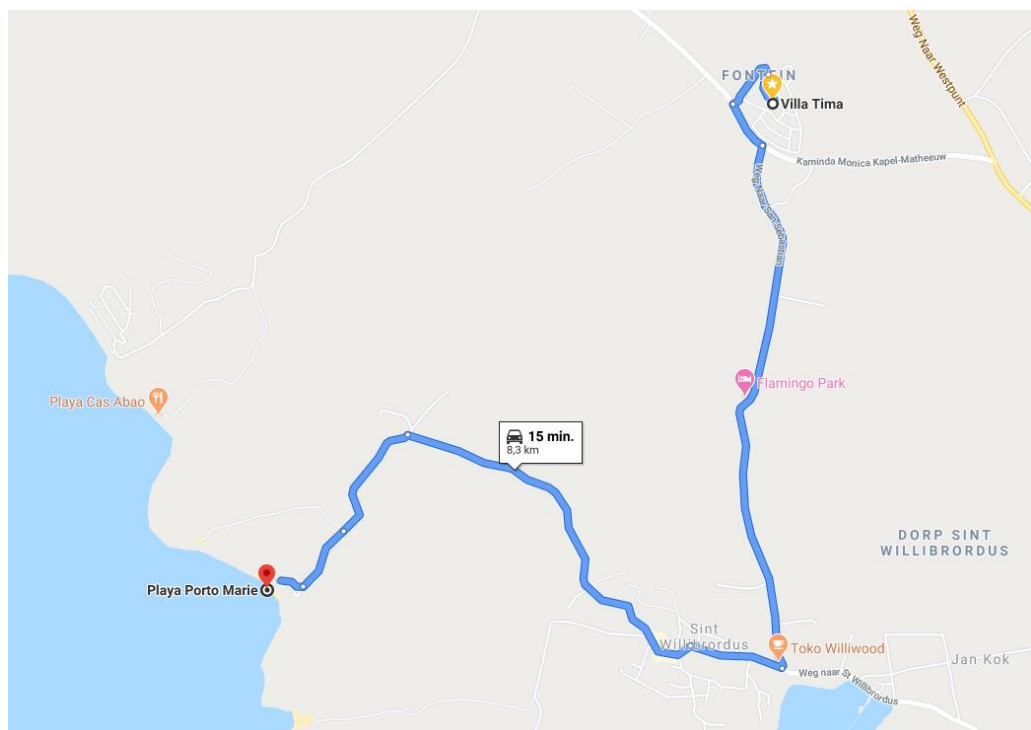 FONTEIN
Villa Tima
Weg Naar Westpunt
Kaminda Monica Kapel-Matheeuw
Weg Naar San Sebastian
Flamingo Park
Playa Cas Abao
15 min.
8,3 km
DORP SINT
WILLIBRORDUS
Playa Porto Marie
Sint
Willibrordus
Toko Williwood
Jan Kok
Weg naar St Willibrordus